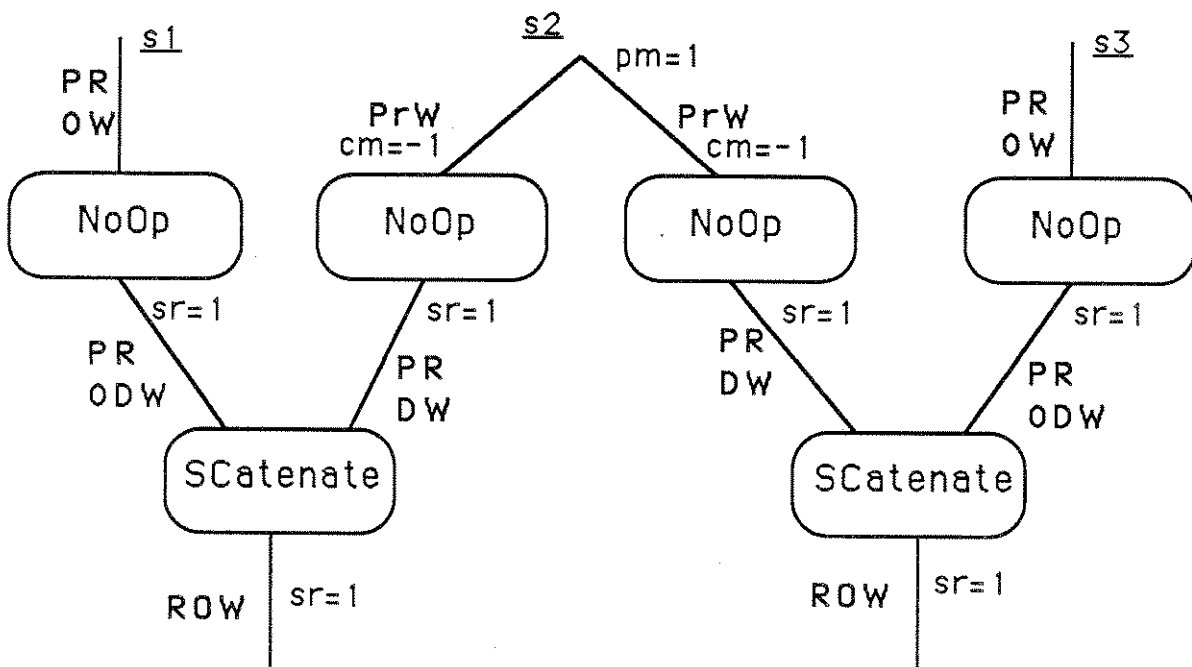 s1
s2
s3
pm=1
PR
OW
PrW
cm=-1
PrW
cm=-1
PR
OW
NoOp
NoOp
NoOp
NoOp
sr=1
sr=1
sr=1
sr=1
PR
ODW
PR
DW
PR
DW
PR
ODW
SCatenate
SCatenate
ROW
sr=1
ROW
sr=1